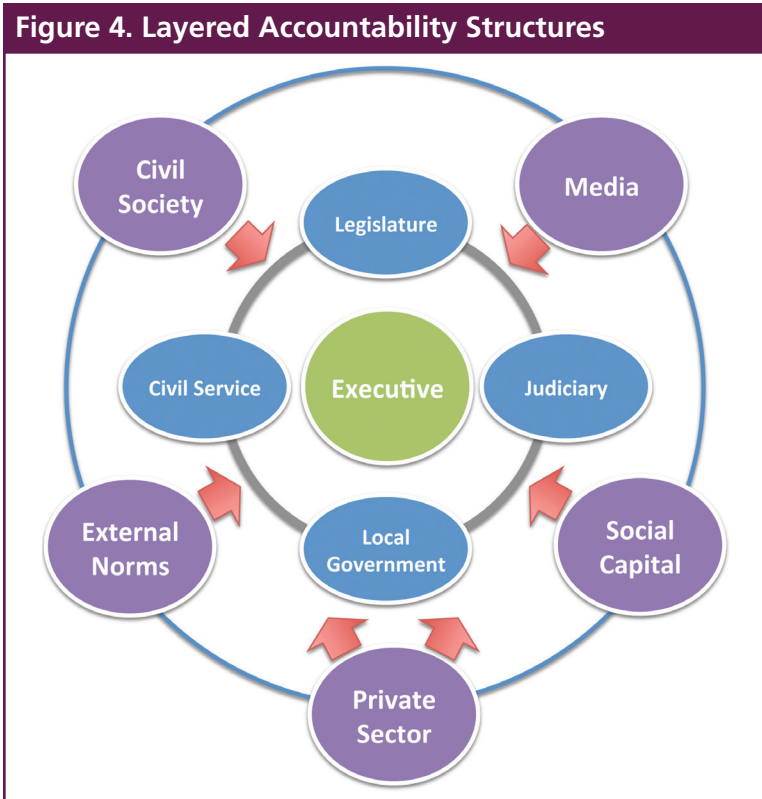 Figure 4. Layered Accountability Structures
Civil
Society
Media
Legislature
Civil Service
Executive
Judiciary
External
Norms
Local
Government
Social
Capital
Private
Sector